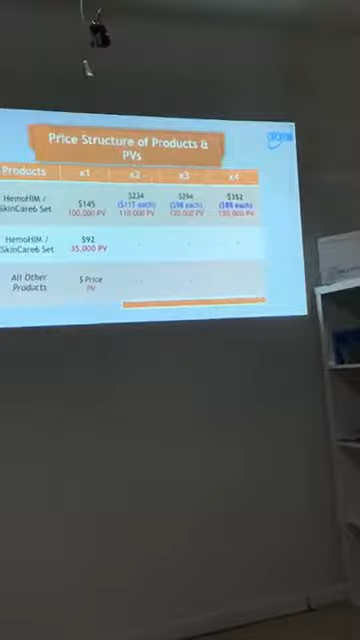 Price Structure of Products &
PVs
Products x1 x2 x3 x4
HemoHIM / $145 $234 $294 $352
SkinCare6 Set 100,000 PV ($117 each) 110,000 PV ($98 each) 120,000 PV ($88 each) 130,000 PV
HemoHIM / $92
SkinCare6 Set 35,000 PV
All Other $ Price
Products PV